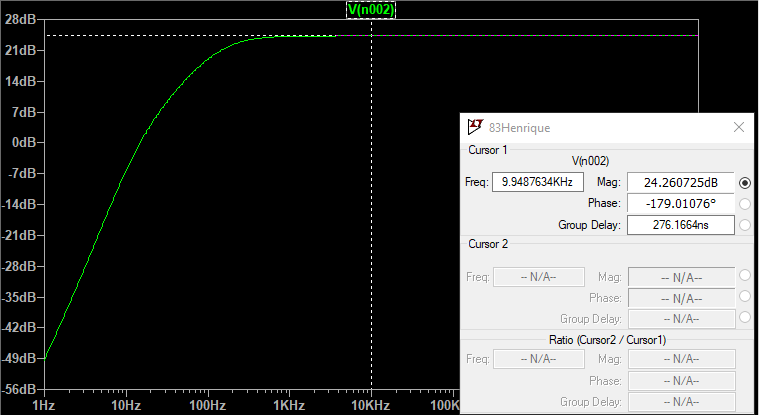 V(n002)
28dB
21dB
14dB
7dB
0dB
-7dB
-14dB
-21dB
-28dB
-35dB
-42dB
-49dB
-56dB
1Hz 10Hz 100Hz 1KHz 10KHz 100K
83Henrique
Cursor 1
V(n002)
Freq: 9.9487634KHz Mag: 24.260725dB
Phase: -179.01076°
Group Delay: 276.1664ns
Cursor 2
Freq: -- N/A-- Mag: -- N/A--
Phase: -- N/A--
Group Delay: -- N/A--
Ratio (Cursor2 / Cursor1)
Freq: -- N/A-- Mag: -- N/A--
Phase: -- N/A--
Group Delay: -- N/A--